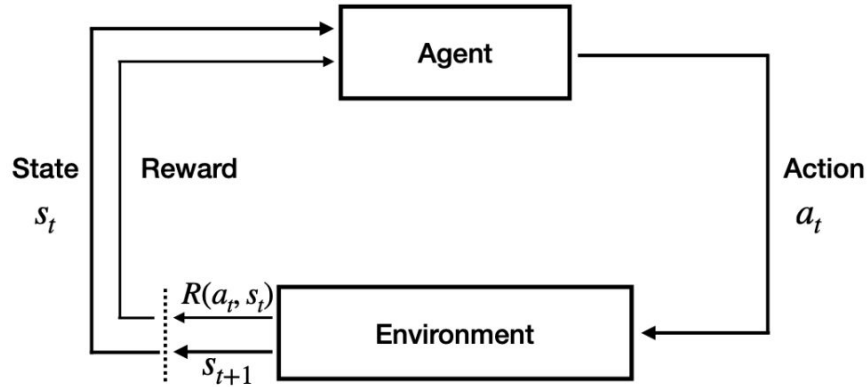 Agent
State
Reward
Action
s_t
a_t
R(a_t, s_t)
Environment
s_{t+1}